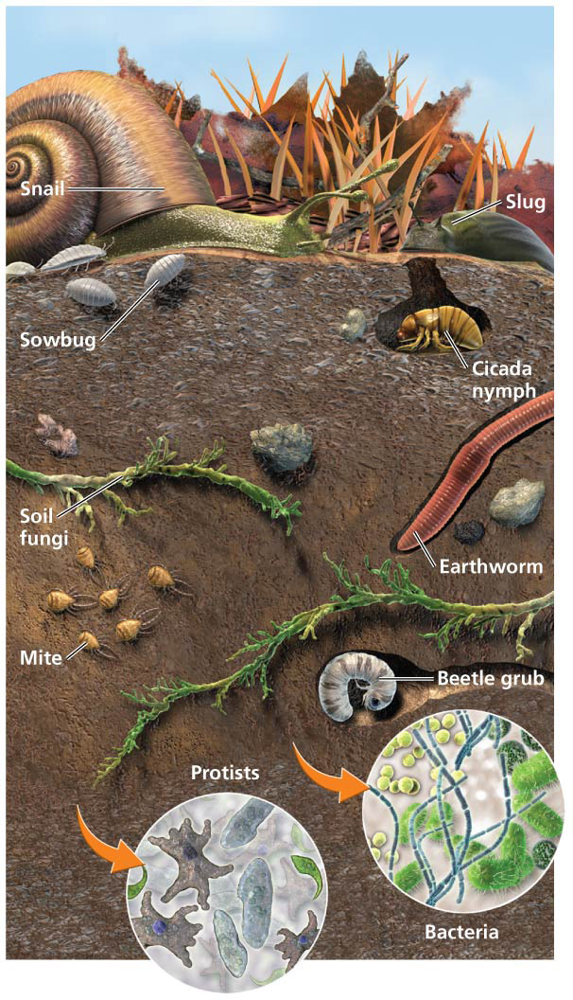 Snail
Slug
Sowbug
Cicada
nymph
Soil
fungi
Earthworm
Mite
Beetle grub
Protists
Bacteria